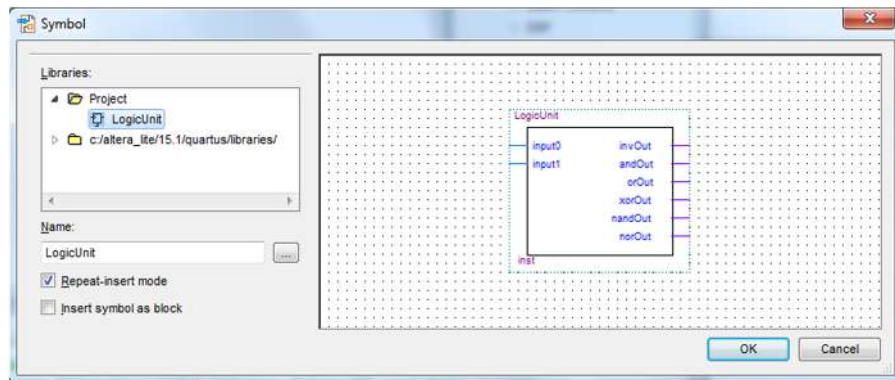 Symbol
Libraries:
Project
LogicUnit
c:/altera_lite/15.1/quartus/libraries/
Name:
LogicUnit
...
Repeat-insert mode
Insert symbol as block
LogicUnit
input0 invOut
input1 andOut
orOut
xorOut
nandOut
norOut
inst
OK Cancel